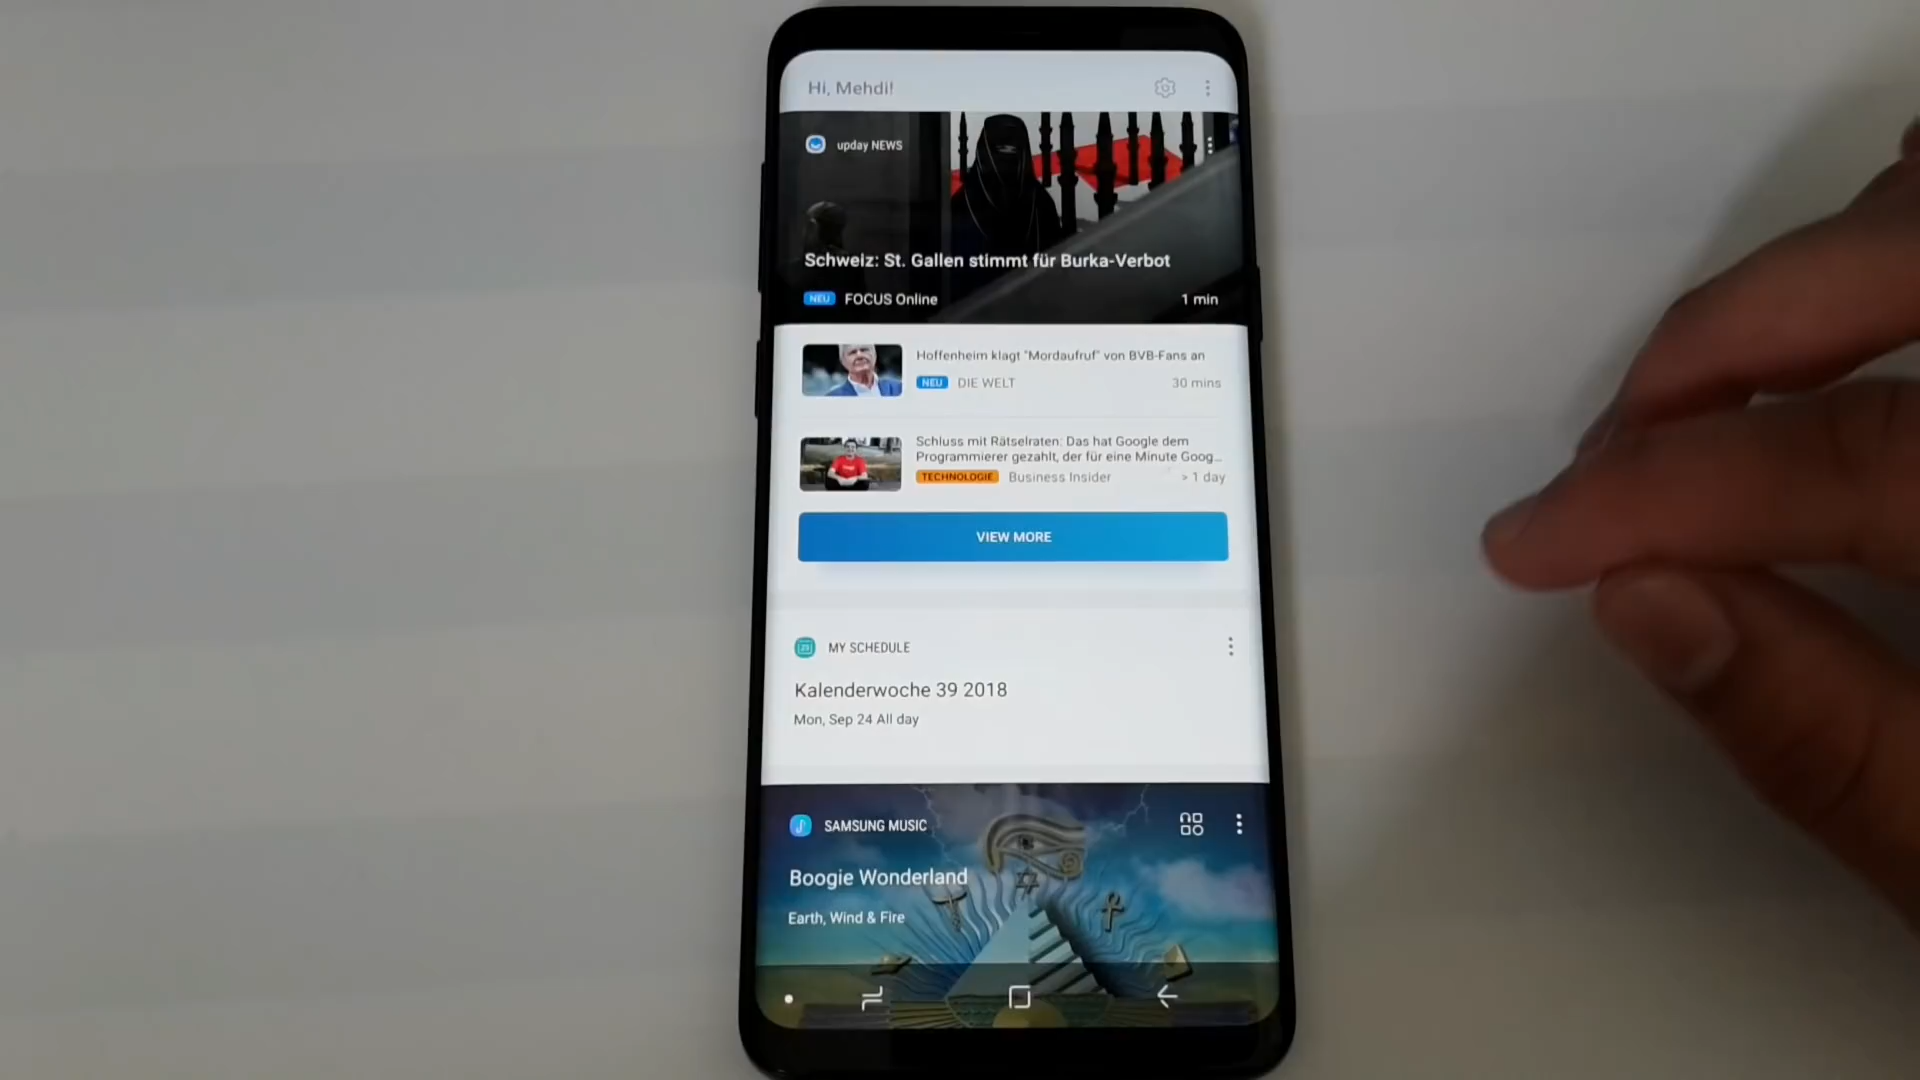 Hi, Mehdi!
upday NEWS
Schweiz: St. Gallen stimmt für Burka-Verbot
NEU FOCUS Online 1 min
Hoffenheim klagt "Mordaufruf" von BVB-Fans an
NEU DIE WELT 30 mins
Schluss mit Rätselraten: Das hat Google dem
Programmierer gezahlt, der für eine Minute Goog...
TECHNOLOGIE Business Insider > 1 day
VIEW MORE
23 MY SCHEDULE
Kalenderwoche 39 2018
Mon, Sep 24 All day
SAMSUNG MUSIC
Boogie Wonderland
Earth, Wind & Fire